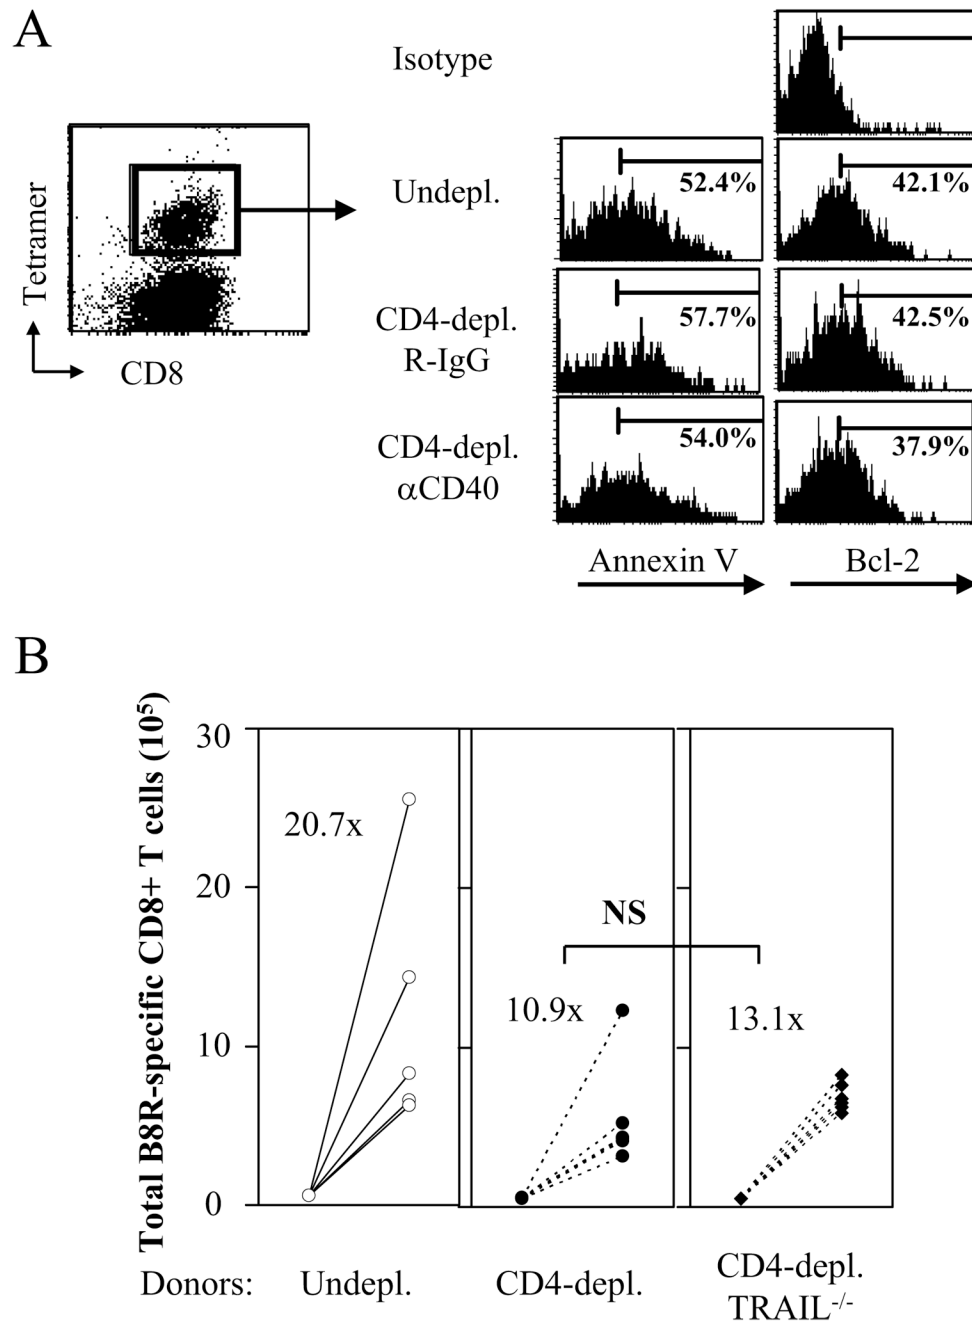 A
Isotype
Tetramer
CD8
Undepl.
52.4%
42.1%
CD4-depl.
R-IgG
57.7%
42.5%
CD4-depl.
αCD40
54.0%
37.9%
Annexin V
Bcl-2
B
Total B8R-specific CD8+ T cells (10⁵)
30
20
10
0
20.7x
NS
10.9x
13.1x
Donors:
Undepl.
CD4-depl.
CD4-depl.
TRAIL⁻/⁻